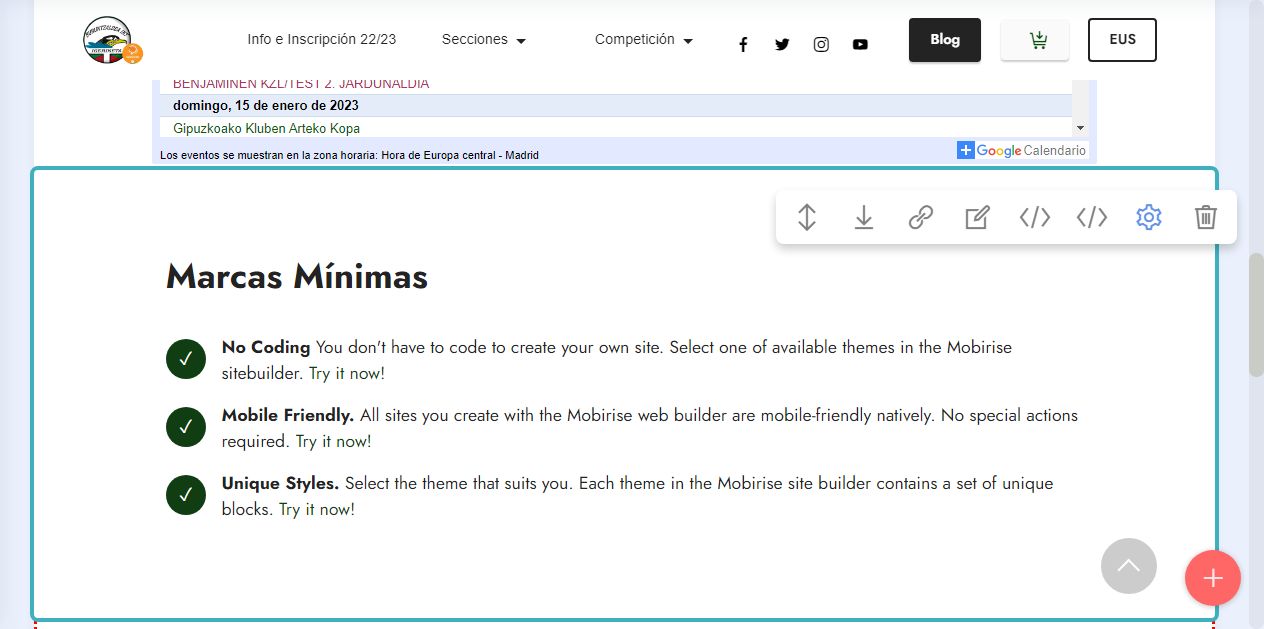 Info e Inscripción 22/23
Secciones
Competición
Blog
EUS
IGERIKETA
BENJAMINEN KZL/TEST 2. JARDUNALDIA
domingo, 15 de enero de 2023
Gipuzkoako Kluben Arteko Kopa
Los eventos se muestran en la zona horaria: Hora de Europa central - Madrid
Google Calendario
Marcas Mínimas
No Coding You don't have to code to create your own site. Select one of available themes in the Mobirise
sitebuilder. Try it now!
Mobile Friendly. All sites you create with the Mobirise web builder are mobile-friendly natively. No special actions
required. Try it now!
Unique Styles. Select the theme that suits you. Each theme in the Mobirise site builder contains a set of unique
blocks. Try it now!